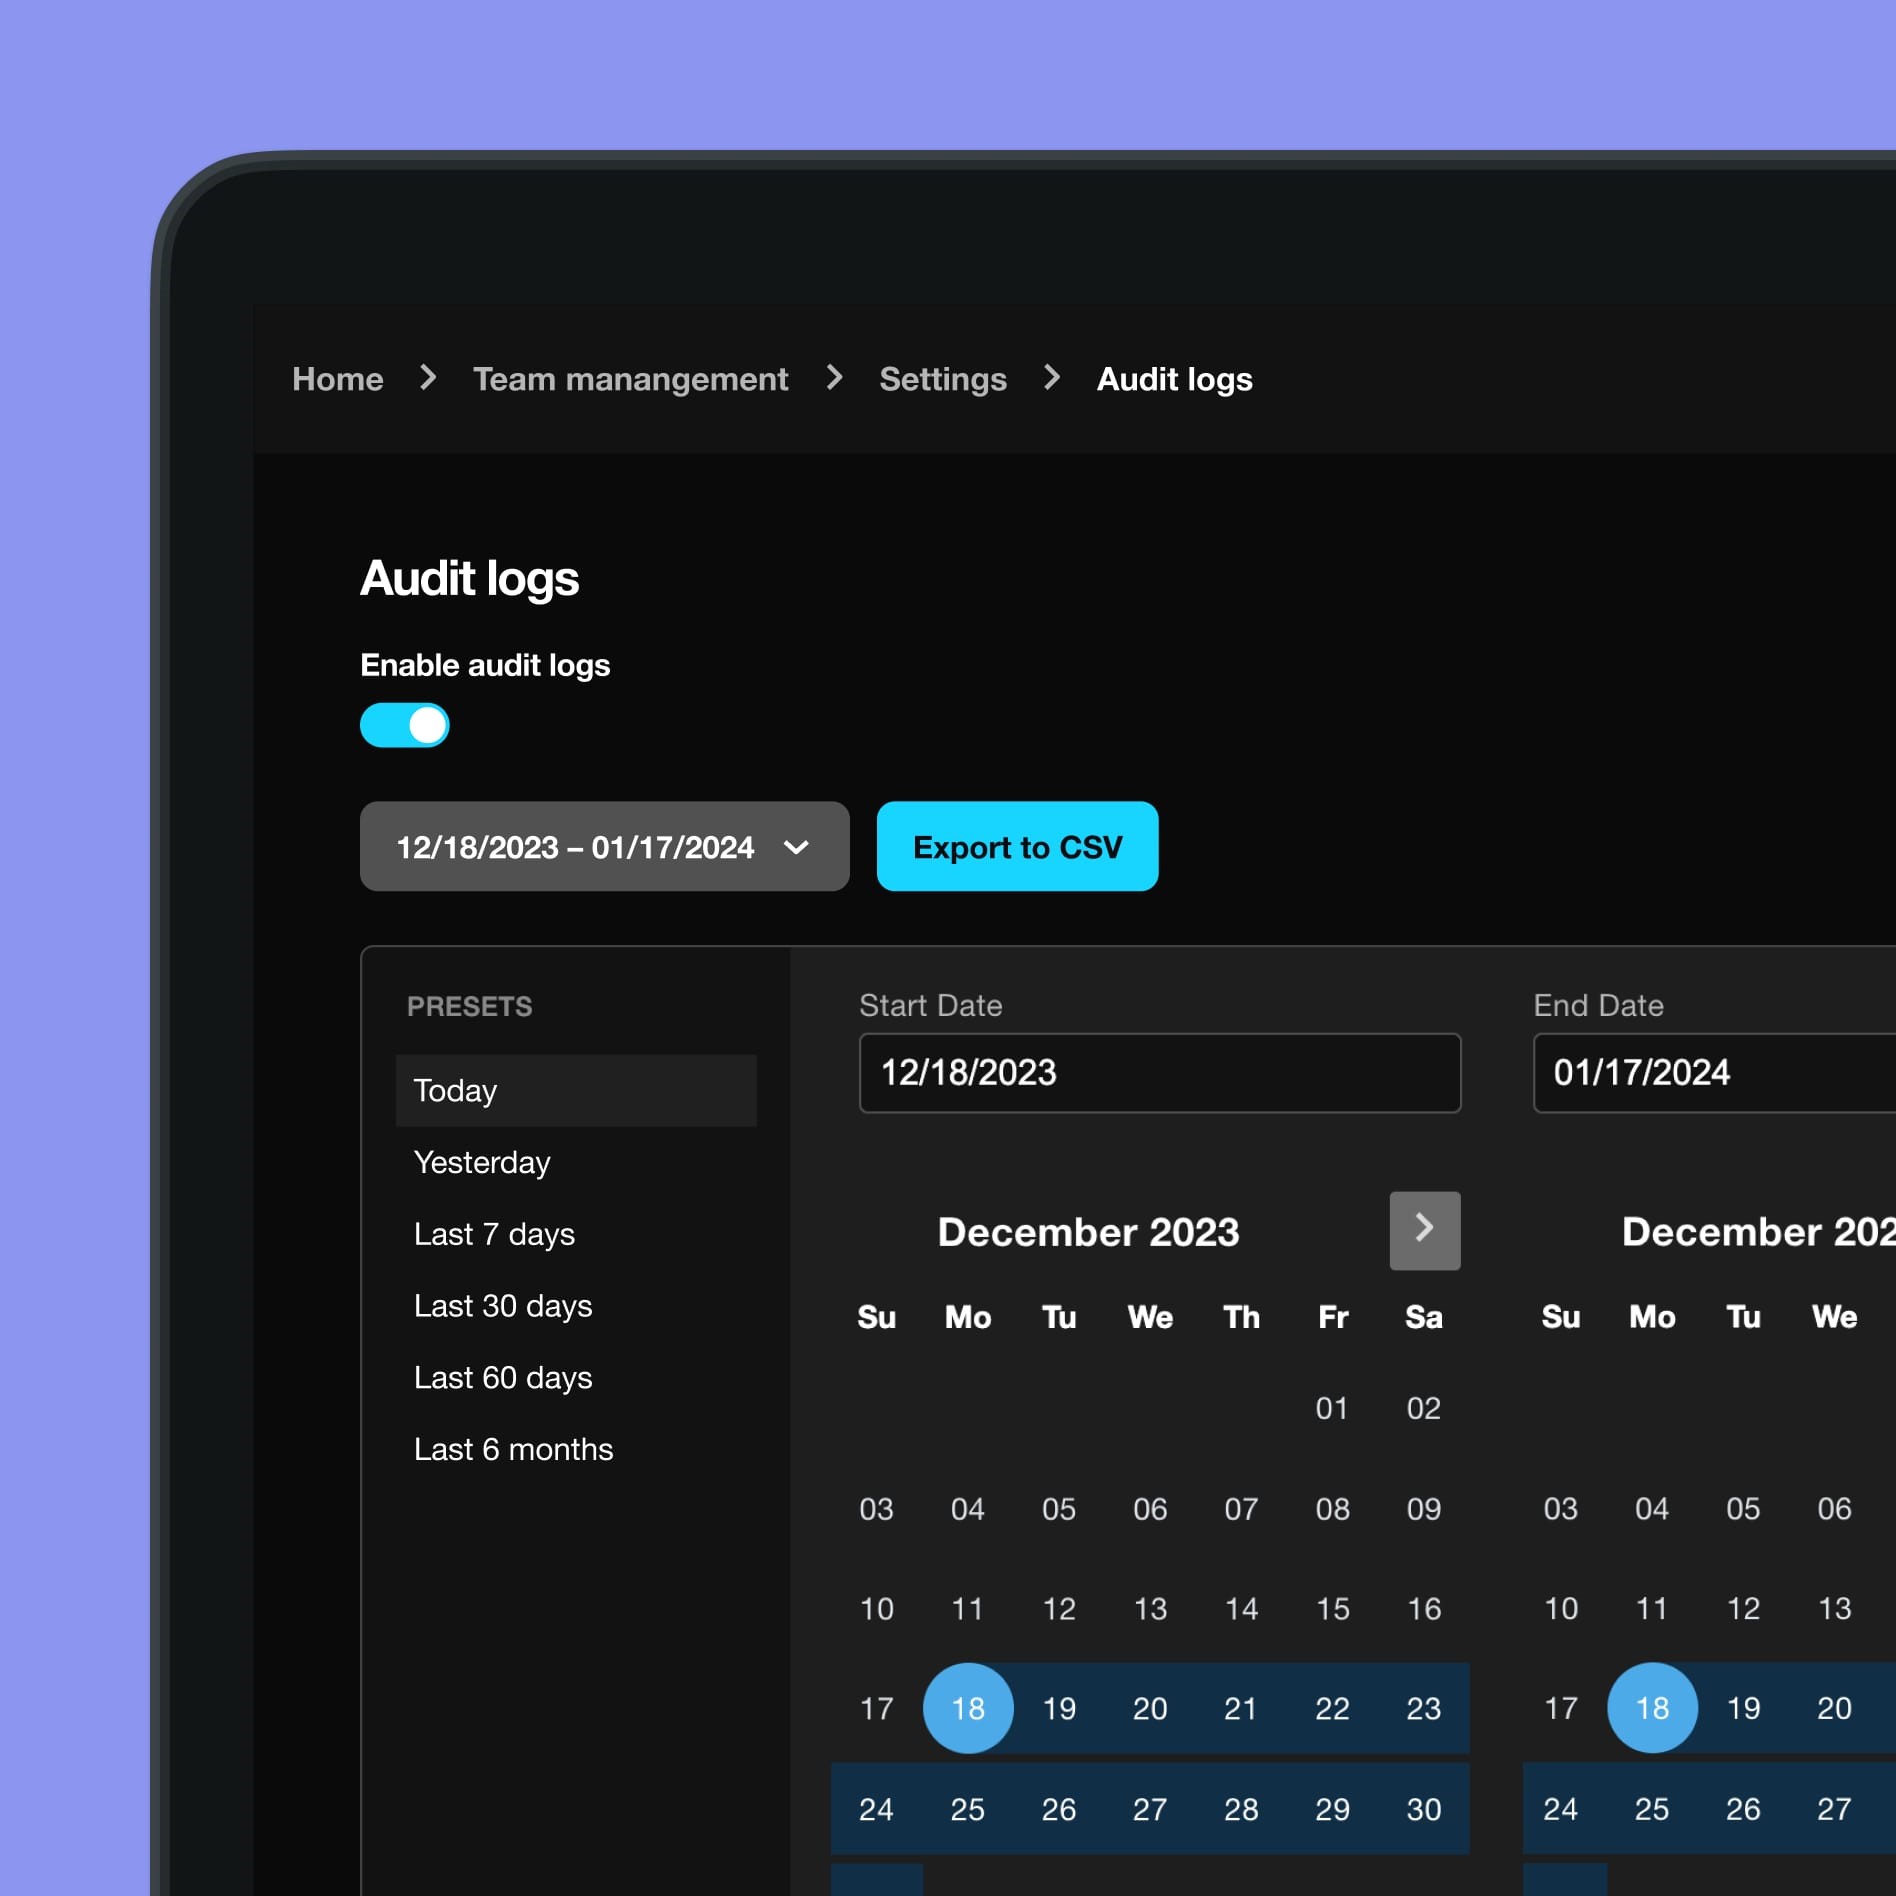 Home > Team manangement > Settings > Audit logs
Audit logs
Enable audit logs
12/18/2023 – 01/17/2024
Export to CSV
PRESETS
Today
Yesterday
Last 7 days
Last 30 days
Last 60 days
Last 6 months
Start Date
12/18/2023
End Date
01/17/2024
December 2023
Su Mo Tu We Th Fr Sa
01 02
03 04 05 06 07 08 09
10 11 12 13 14 15 16
17 18 19 20 21 22 23
24 25 26 27 28 29 30
December 202
Su Mo Tu We
03 04 05 06
10 11 12 13
17 18 19 20
24 25 26 27